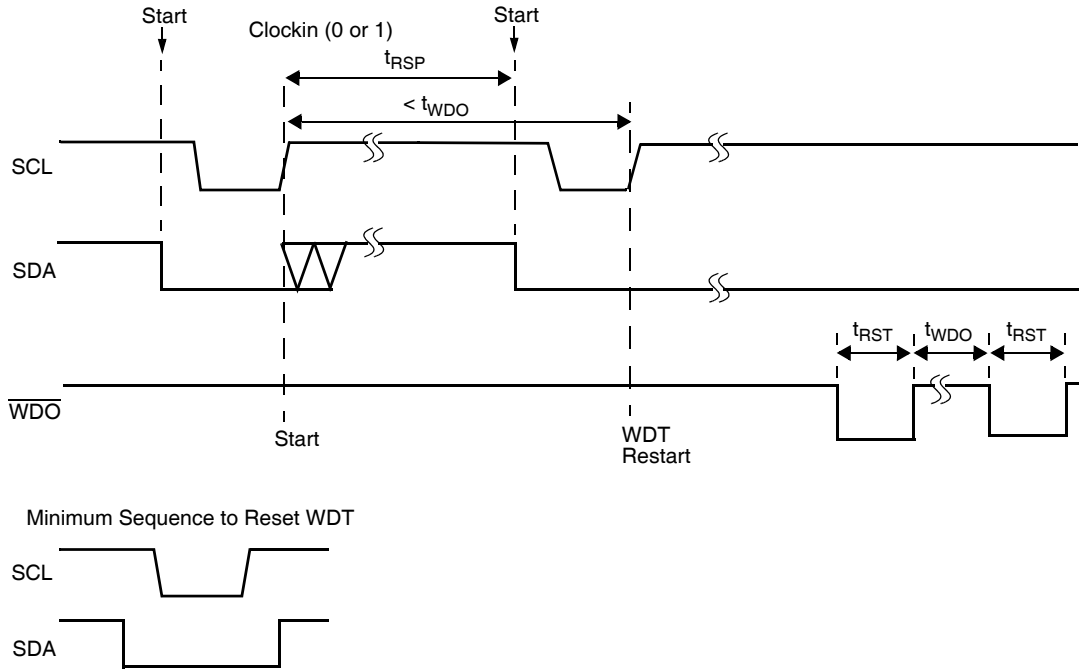 Start
Start
Clockin (0 or 1)
tRSP
< tWDO
SCL
SDA
tRST
tWDO
tRST
WDO
Start
WDT
Restart
Minimum Sequence to Reset WDT
SCL
SDA